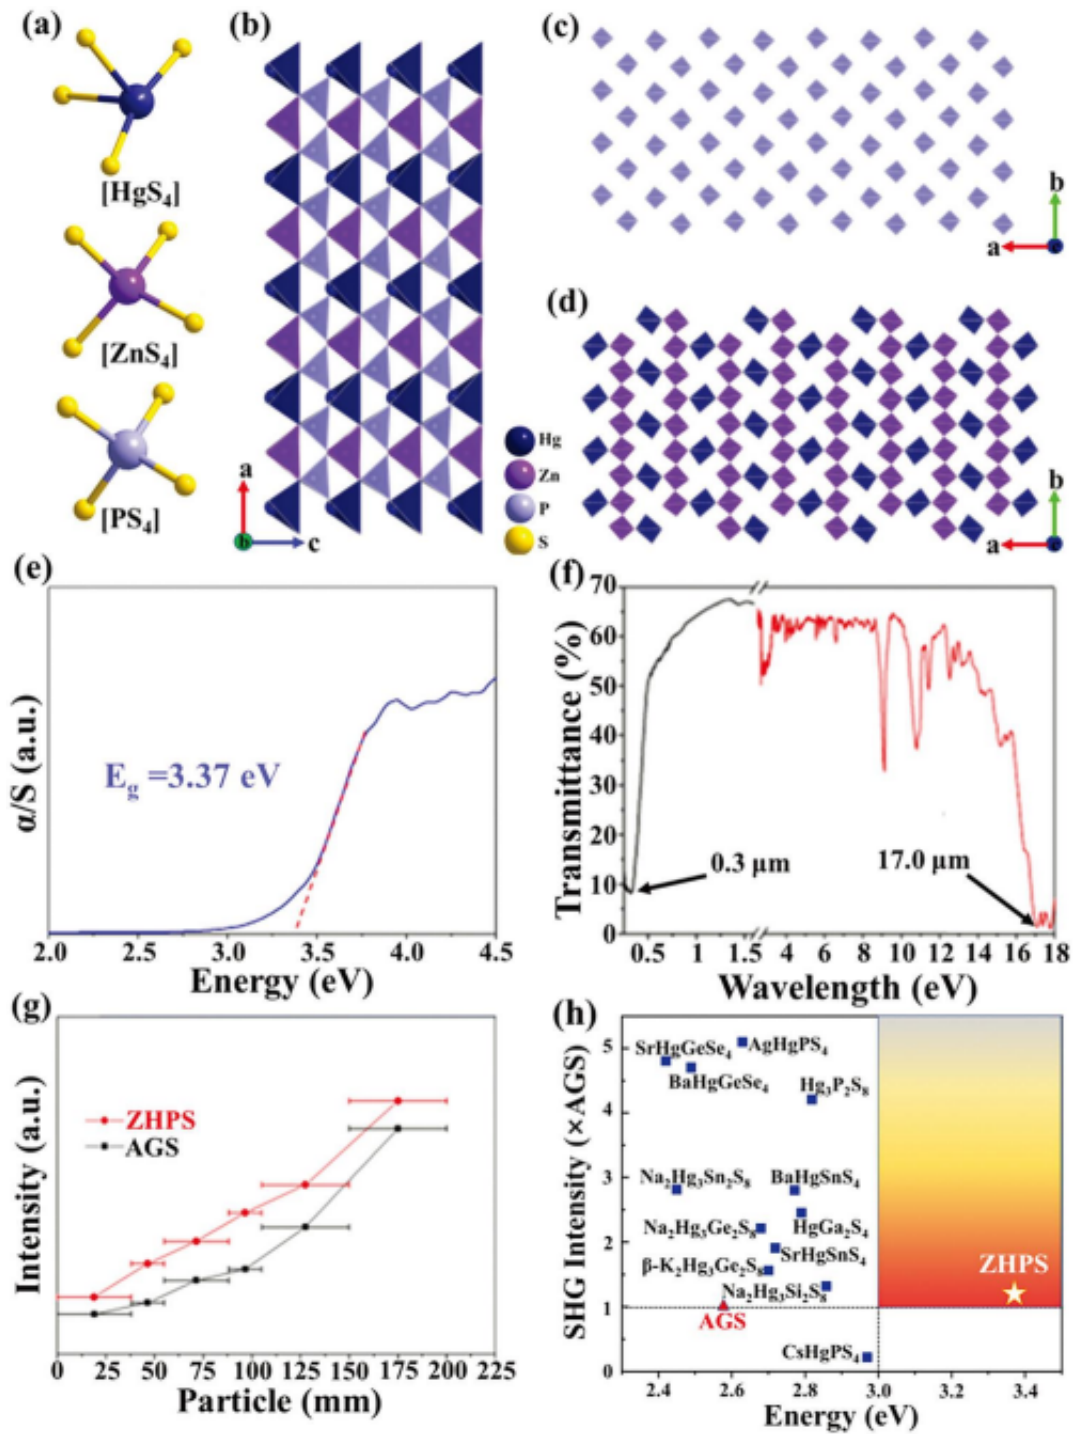 (a)
[HgS₄]
[ZnS₄]
[PS₄]
(b)
a
b
c
Hg
Zn
P
S
(c)
b
a
c
(d)
b
a
c
(e)
α/S (a.u.)
E_g =3.37 eV
2.0 2.5 3.0 3.5 4.0 4.5
Energy (eV)
(f)
Transmittance (%)
70
60
50
40
30
20
10
0
0.3 μm
17.0 μm
0.5 1 1.5 4 6 8 10 12 14 16 18
Wavelength (eV)
(g)
Intensity (a.u.)
ZHPS
AGS
0 25 50 75 100 125 150 175 200 225
Particle (mm)
(h)
SHG Intensity (×AGS)
5
4
3
2
1
0
SrHgGeSe₄
AgHgPS₄
BaHgGeSe₄
Hg₃P₂S₈
Na₂Hg₃Sn₂S₈
BaHgSnS₄
Na₂Hg₃Ge₂S₈
HgGa₂S₄
SrHgSnS₄
β-K₂Hg₃Ge₂S₈
Na₂Hg₃Si₂S₈
ZHPS
AGS
CsHgPS₄
2.4 2.6 2.8 3.0 3.2 3.4
Energy (eV)